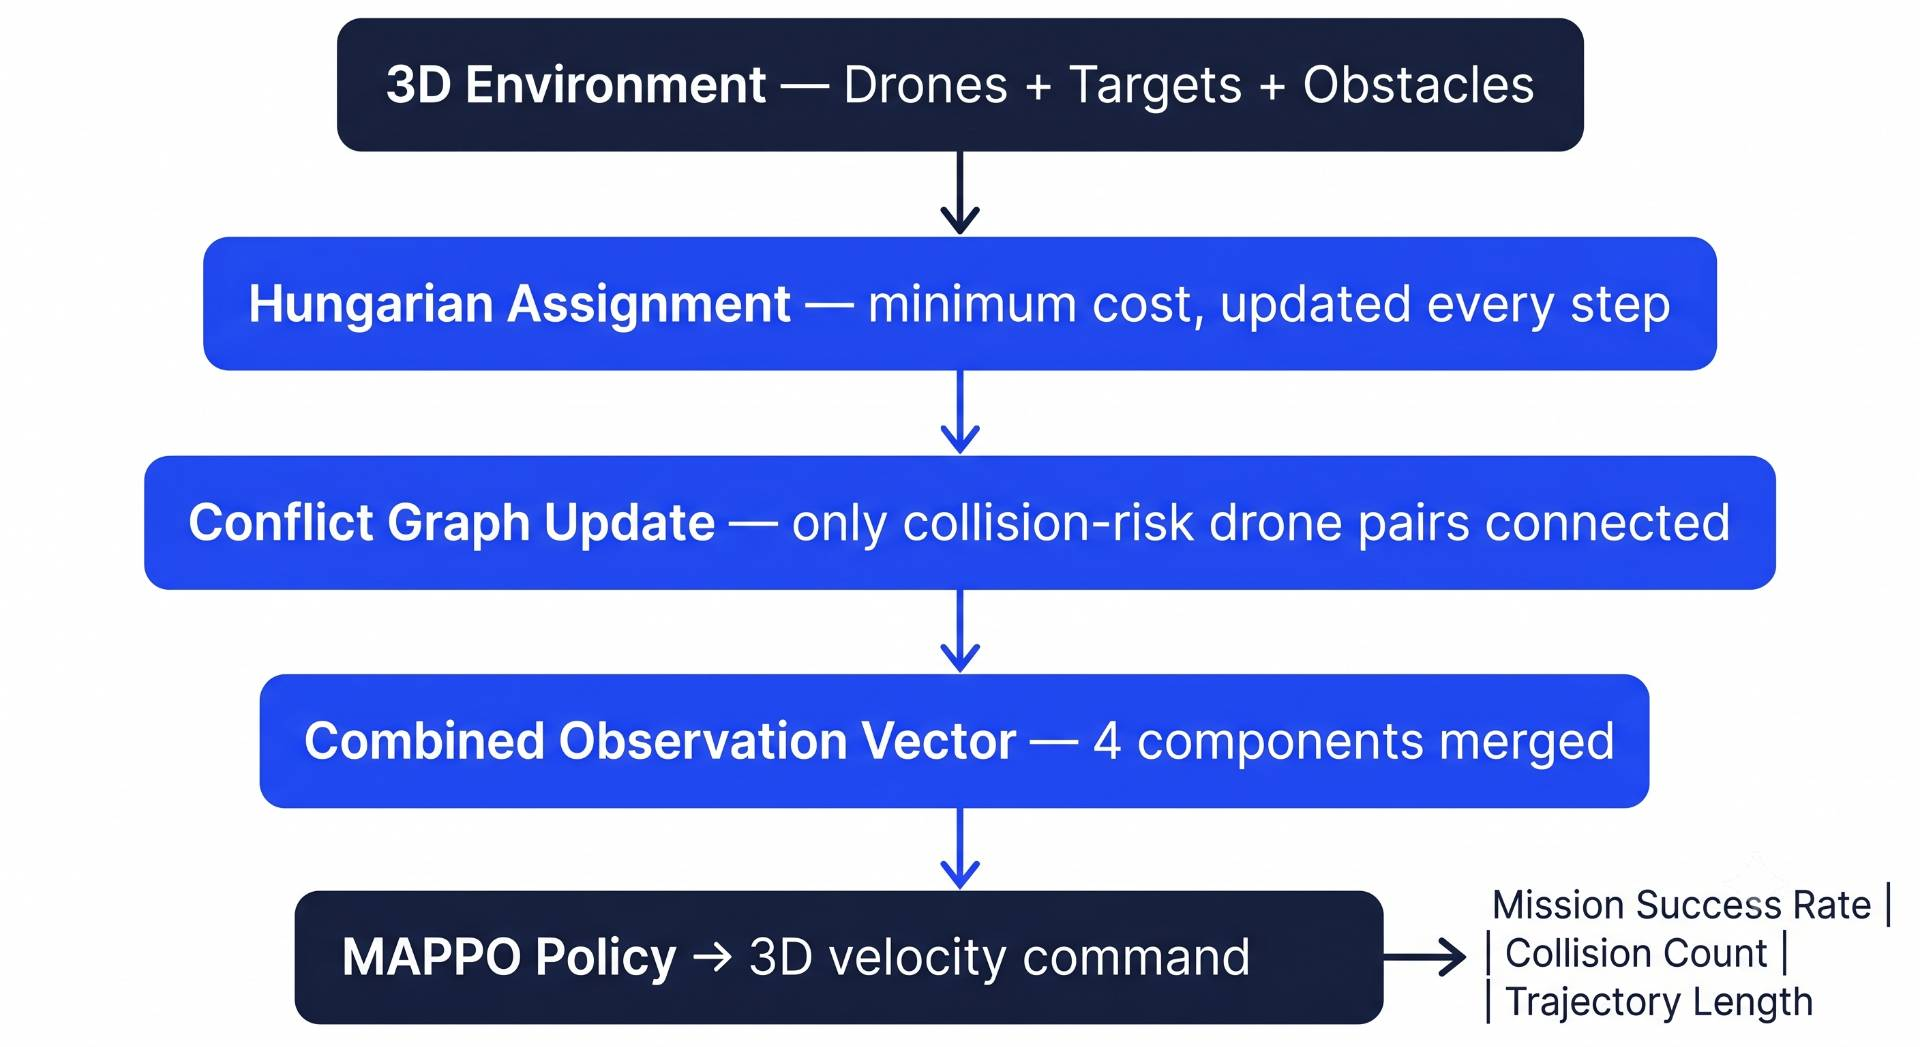 3D Environment — Drones + Targets + Obstacles
Hungarian Assignment — minimum cost, updated every step
Conflict Graph Update — only collision-risk drone pairs connected
Combined Observation Vector — 4 components merged
MAPPO Policy → 3D velocity command
Mission Success Rate |
| Collision Count |
| Trajectory Length